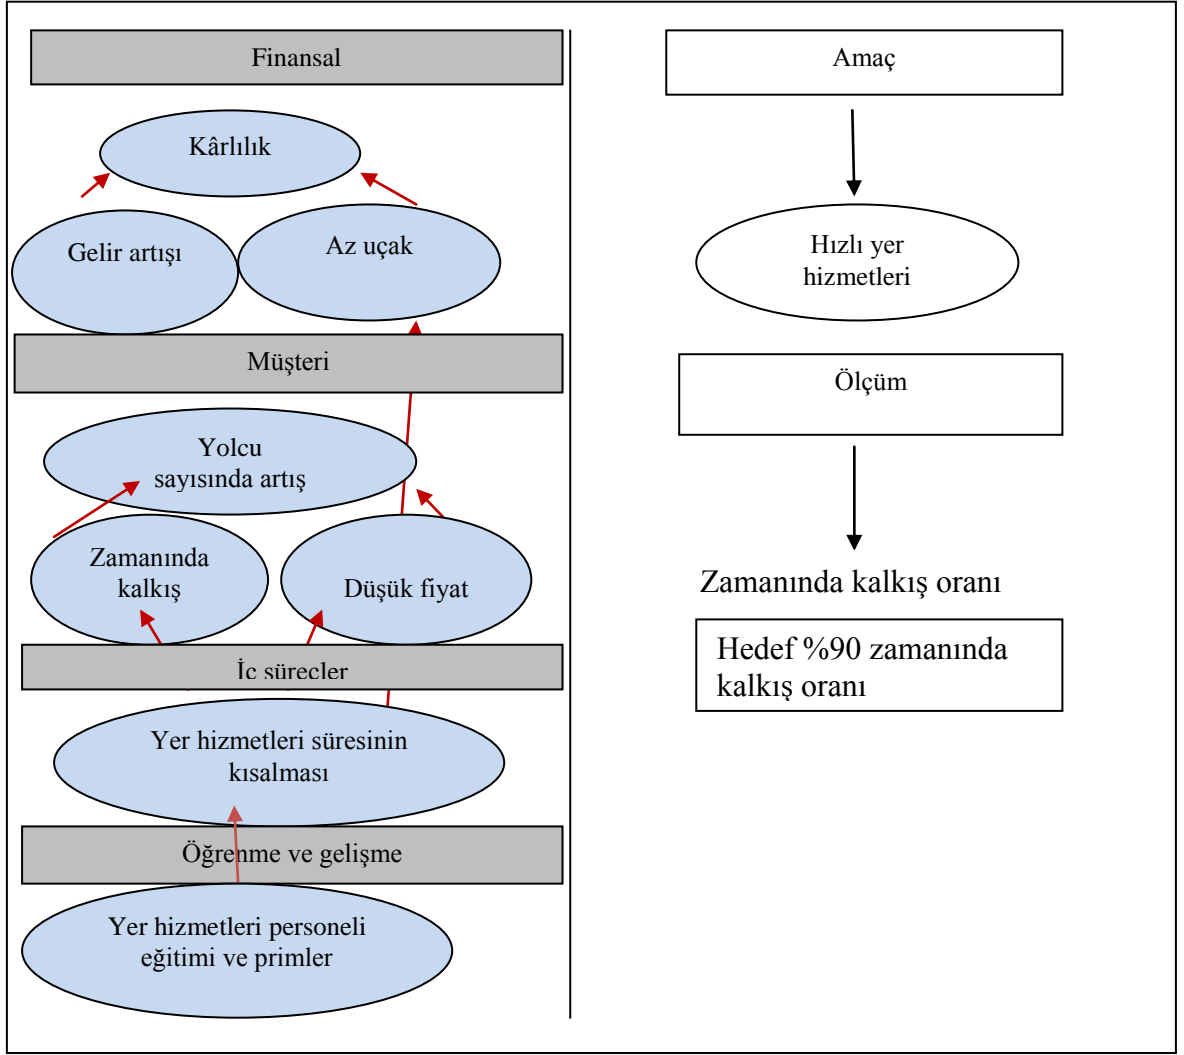 Finansal
Kârlılık
Gelir artışı
Az uçak
Müşteri
Yolcu
sayısında artış
Zamanında
kalkış
Düşük fiyat
İç süreçler
Yer hizmetleri süresinin
kısalması
Öğrenme ve gelişme
Yer hizmetleri personeli
eğitimi ve primler
Amaç
Hızlı yer
hizmetleri
Ölçüm
Zamanında kalkış oranı
Hedef %90 zamanında
kalkış oranı